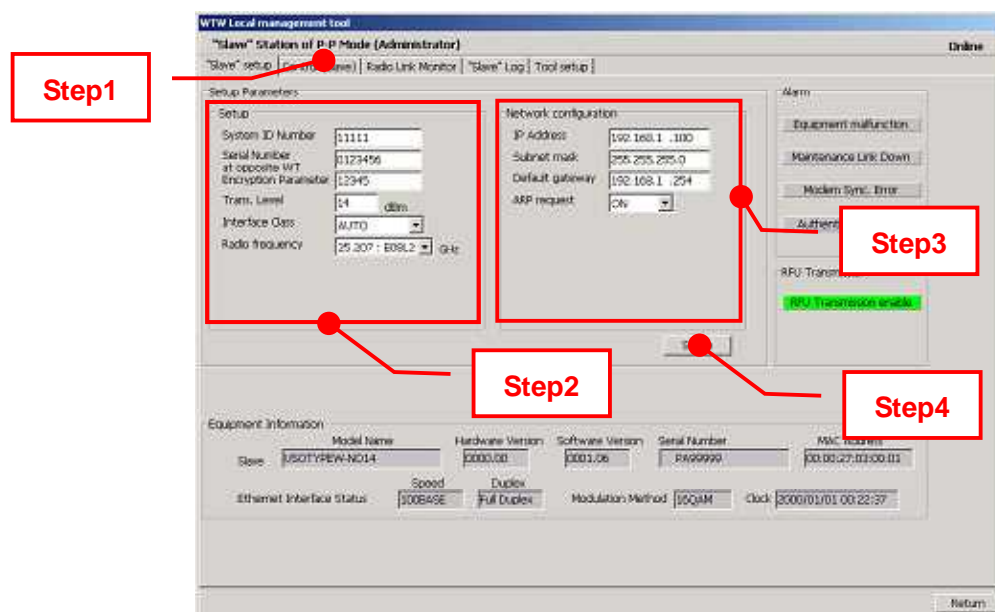 WTW Local management tool
"Slave" Station of P-P Mode (Administrator)
Online
"Slave" setup
Radio Link Monitor
"Slave" Log
Tool setup
Step1
Setup Parameters
Setup
System ID Number 11111
Serial Number 0123456
at opposite WT
Encryption Parameter 12345
Trans. Level 14 dBm
Interface Class AUTO
Radio frequency 25.207 : E09L2 GHz
Network configuration
IP Address 192.168.1 .100
Subnet mask 255.255.255.0
Default gateway 192.168.1 .254
ARP request ON
Alarm
Equipment malfunction
Maintenance Link Down
Modem Sync. Error
Step3
RFU Transmission enable
Step2
Step4
Equipment Information
Model Name Hardware Version Software Version Serial Number MAC Address
Slave USOTYPEW-NO14 0000.00 0001.06 PA99999 00:00:27:03:00:01
Speed Duplex
Ethernet Interface Status 100BASE Full Duplex Modulation Method 16QAM Clock 2000/01/01 00:22:37
Return